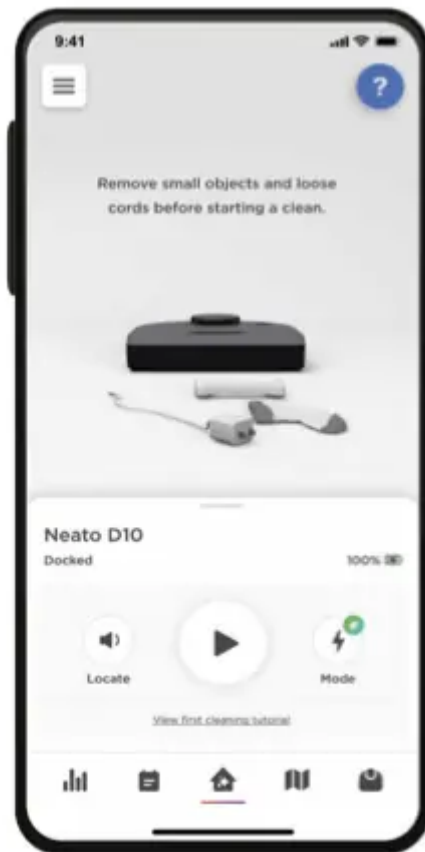 9:41
?
Remove small objects and loose
cords before starting a clean.
Neato D10
Docked
100%
Locate
Mode
View first cleaning tutorial